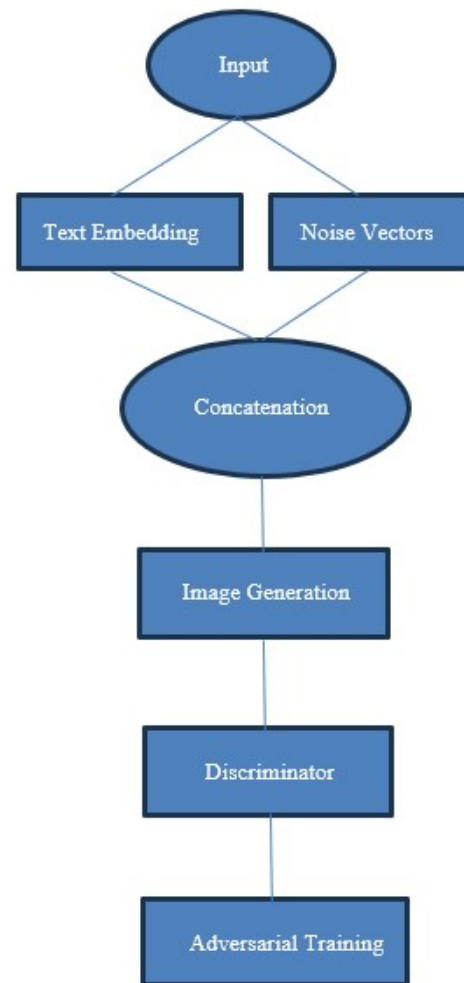 Input
Text Embedding
Noise Vectors
Concatenation
Image Generation
Discriminator
Adversarial Training